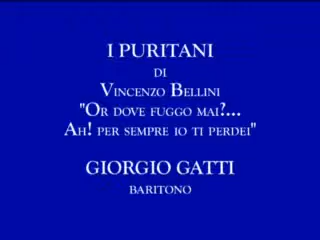 I PURITANI
DI
VINCENZO BELLINI
"OR DOVE FUGGO MAI?...
AH! PER SEMPRE IO TI PERDEI"
GIORGIO GATTI
BARITONO